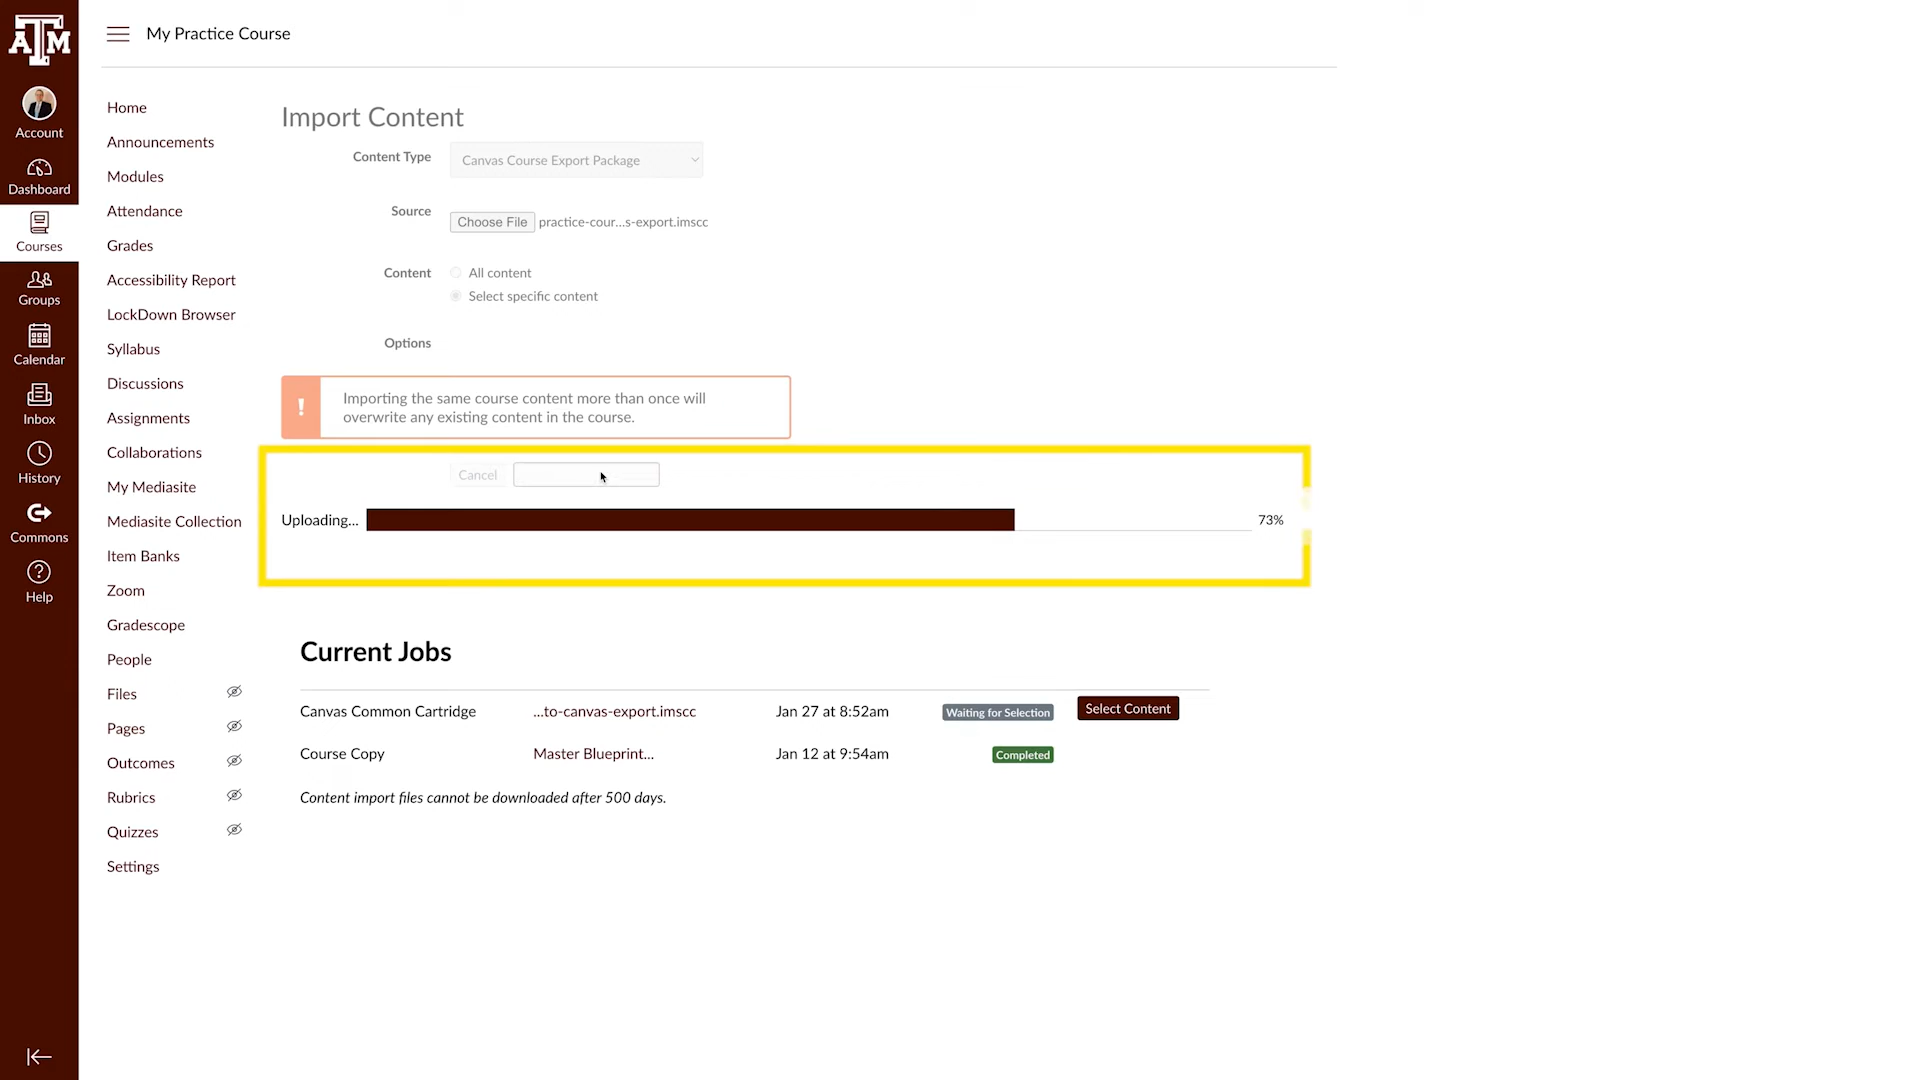 ATM
My Practice Course
Account
Dashboard
Courses
Groups
Calendar
Inbox
History
Commons
Help
Home
Announcements
Modules
Attendance
Grades
Accessibility Report
LockDown Browser
Syllabus
Discussions
Assignments
Collaborations
My Mediasite
Mediasite Collection
Item Banks
Zoom
Gradescope
People
Files
Pages
Outcomes
Rubrics
Quizzes
Settings
Import Content
Content Type Canvas Course Export Package
Source Choose File practice-cour...s-export.imscc
Content All content
Select specific content
Options
! Importing the same course content more than once will
overwrite any existing content in the course.
Cancel
Uploading... 73%
Current Jobs
Canvas Common Cartridge ...to-canvas-export.imscc Jan 27 at 8:52am Waiting for Selection Select Content
Course Copy Master Blueprint... Jan 12 at 9:54am Completed
Content import files cannot be downloaded after 500 days.